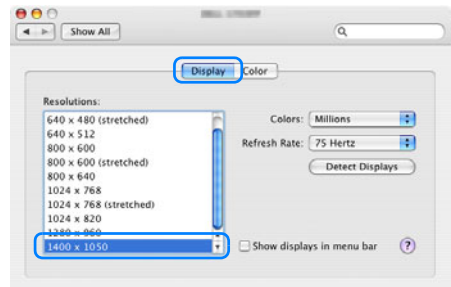 Show All
Display Color
Resolutions:
640 x 480 (stretched)
640 x 512
800 x 600
800 x 600 (stretched)
800 x 640
1024 x 768
1024 x 768 (stretched)
1024 x 820
1280 x 960
1400 x 1050
Colors: Millions
Refresh Rate: 75 Hertz
Detect Displays
Show displays in menu bar ?